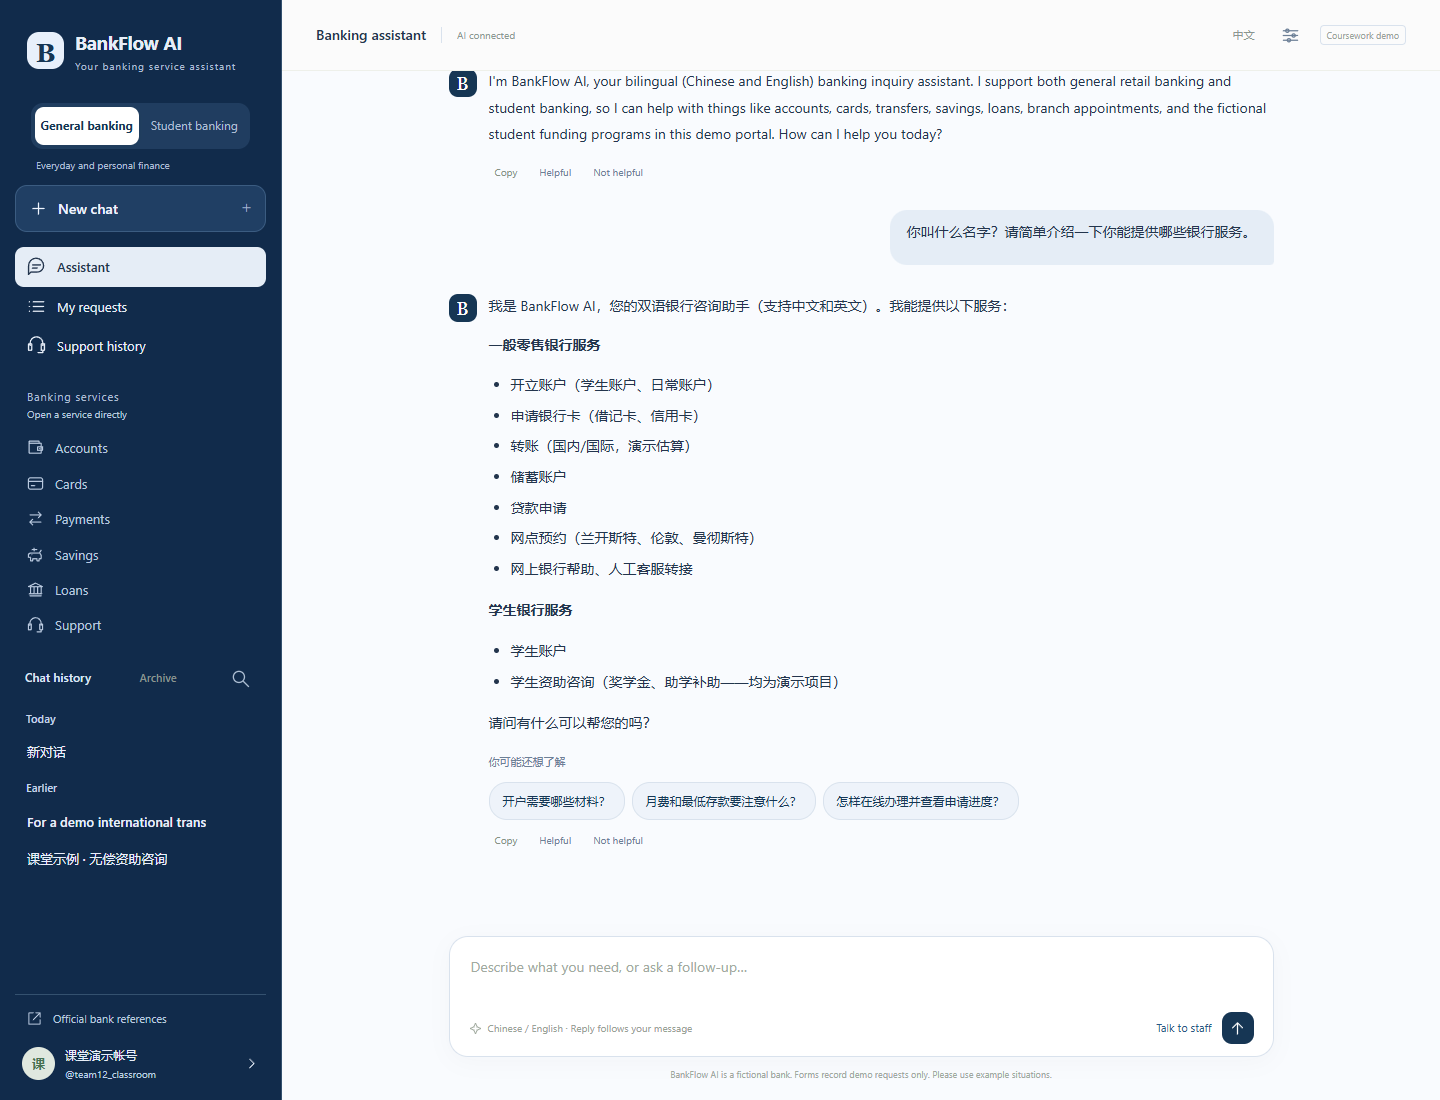 B
BankFlow AI
Your banking service assistant
General banking
Student banking
Everyday and personal finance
New chat
Assistant
My requests
Support history
Banking services
Open a service directly
Accounts
Cards
Payments
Savings
Loans
Support
Chat history
Archive
Today
新对话
Earlier
For a demo international trans
课堂示例 · 无偿资助咨询
Official bank references
课
课堂演示帐号
@team12_classroom
Banking assistant
AI connected
中文
Coursework demo
B
I'm BankFlow AI, your bilingual (Chinese and English) banking inquiry assistant. I support both general retail banking and
student banking, so I can help with things like accounts, cards, transfers, savings, loans, branch appointments, and the fictional
student funding programs in this demo portal. How can I help you today?
Copy
Helpful
Not helpful
你叫什么名字？请简单介绍一下你能提供哪些银行服务。
B
我是 BankFlow AI，您的双语银行咨询助手（支持中文和英文）。我能提供以下服务：
一般零售银行服务
• 开立账户（学生账户、日常账户）
• 申请银行卡（借记卡、信用卡）
• 转账（国内/国际，演示估算）
• 储蓄账户
• 贷款申请
• 网点预约（兰开斯特、伦敦、曼彻斯特）
• 网上银行帮助、人工客服转接
学生银行服务
• 学生账户
• 学生资助咨询（奖学金、助学补助——均为演示项目）
请问有什么可以帮您的吗？
你可能还想了解
开户需要哪些材料？
月费和最低存款要注意什么？
怎样在线办理并查看申请进度？
Copy
Helpful
Not helpful
Describe what you need, or ask a follow-up...
Chinese / English · Reply follows your message
Talk to staff
BankFlow AI is a fictional bank. Forms record demo requests only. Please use example situations.